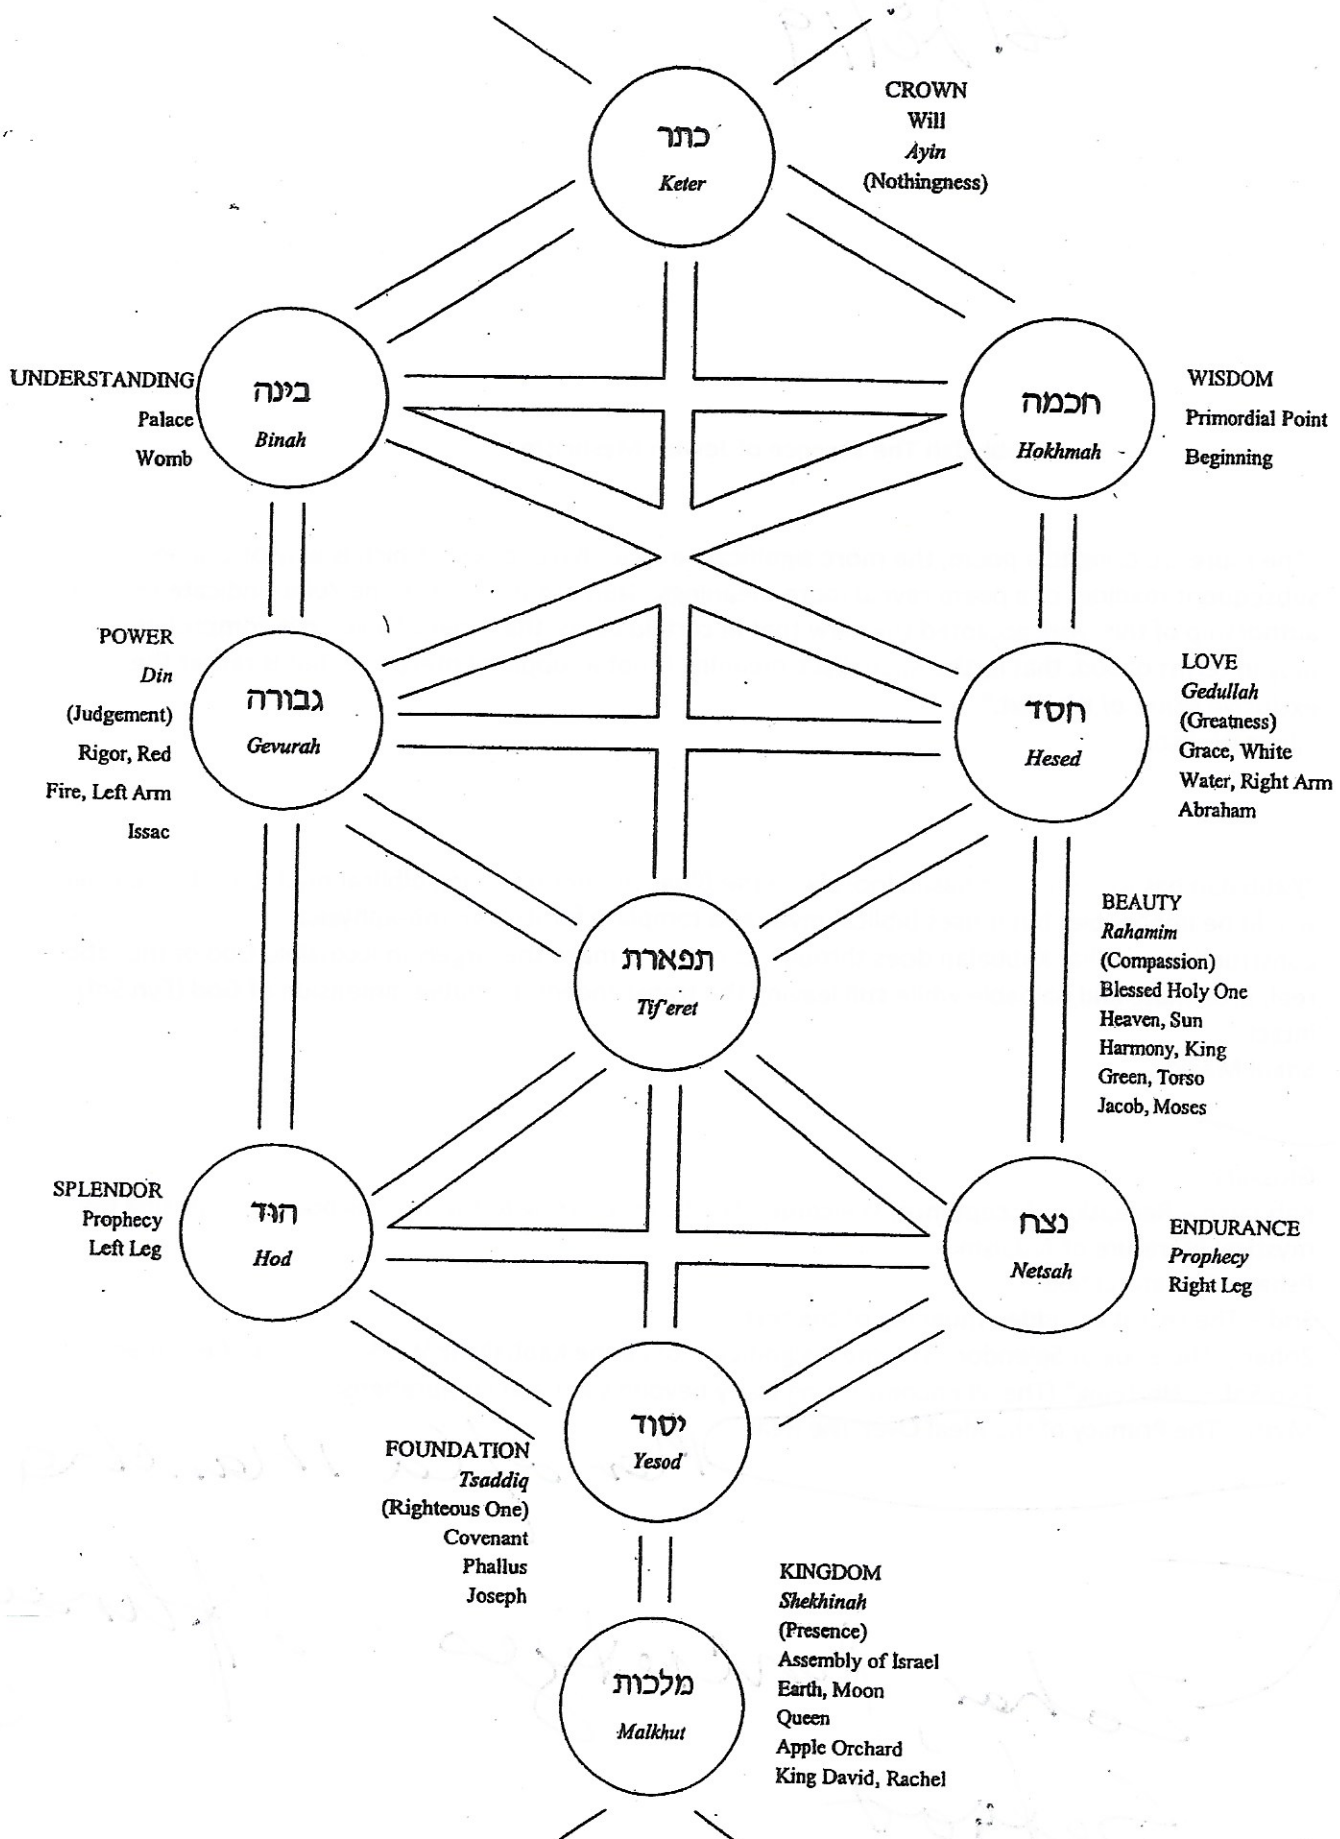 כתר
Keter
CROWN
Will
Ayin
(Nothingness)
UNDERSTANDING
Palace
Womb
בינה
Binah
חכמה
Hokhmah
WISDOM
Primordial Point
Beginning
POWER
Din
(Judgement)
Rigor, Red
Fire, Left Arm
Issac
גבורה
Gevurah
חסד
Hesed
LOVE
Gedullah
(Greatness)
Grace, White
Water, Right Arm
Abraham
תפארת
Tif'eret
BEAUTY
Rahamim
(Compassion)
Blessed Holy One
Heaven, Sun
Harmony, King
Green, Torso
Jacob, Moses
SPLENDOR
Prophecy
Left Leg
הוד
Hod
נצח
Netsah
ENDURANCE
Prophecy
Right Leg
יסוד
Yesod
FOUNDATION
Tsaddiq
(Righteous One)
Covenant
Phallus
Joseph
מלכות
Malkhut
KINGDOM
Shekhinah
(Presence)
Assembly of Israel
Earth, Moon
Queen
Apple Orchard
King David, Rachel